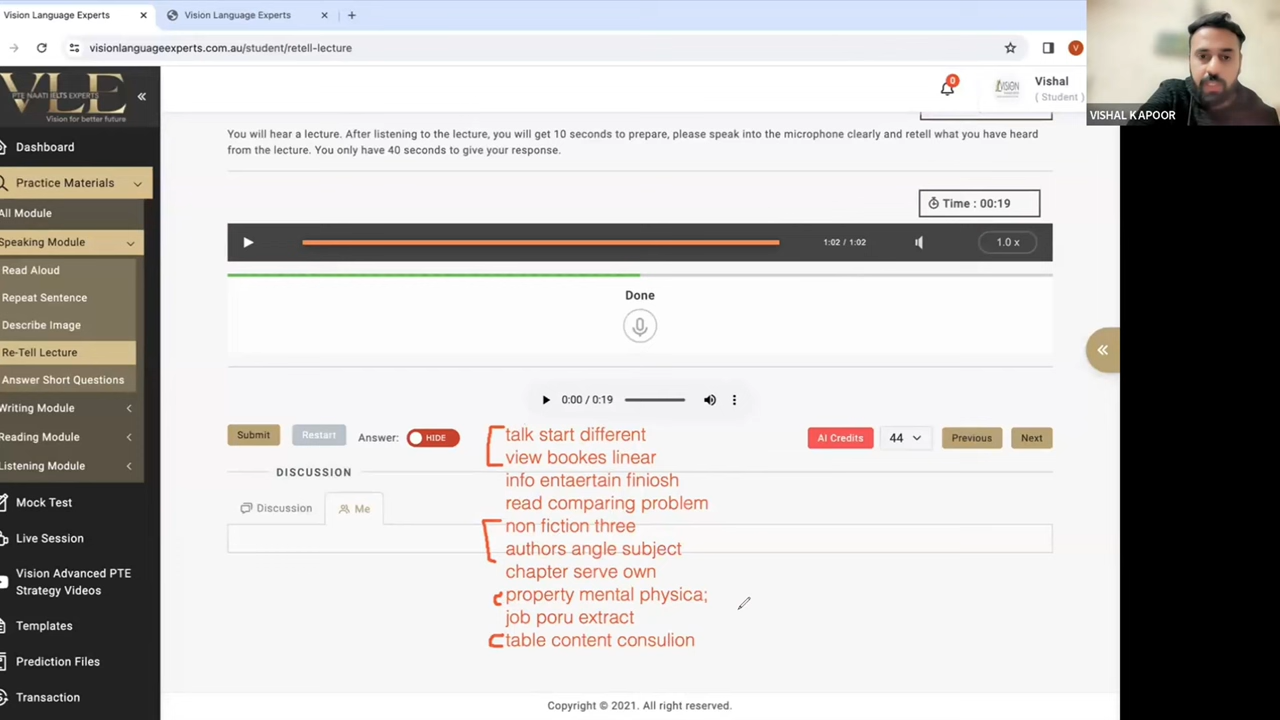 Vision Language Experts
Vision Language Experts
visionlanguageexperts.com.au/student/retell-lecture
V
VISHAL KAPOOR
VLE
PTE NAATI IELTS EXPERTS
Vision for better future
0
VISION
Vishal
( Student )
Dashboard
Practice Materials
All Module
Speaking Module
Read Aloud
Repeat Sentence
Describe Image
Re-Tell Lecture
Answer Short Questions
Writing Module
Reading Module
Listening Module
Mock Test
Live Session
Vision Advanced PTE
Strategy Videos
Templates
Prediction Files
Transaction
You will hear a lecture. After listening to the lecture, you will get 10 seconds to prepare, please speak into the microphone clearly and retell what you have heard
from the lecture. You only have 40 seconds to give your response.
Time : 00:19
1:02 / 1:02
1.0 x
Done
0:00 / 0:19
Submit
Restart
Answer:
HIDE
AI Credits
44
Previous
Next
DISCUSSION
Discussion
Me
talk start different
view bookes linear
info entaertain finiosh
read comparing problem
non fiction three
authors angle subject
chapter serve own
property mental physica;
job poru extract
table content consulion
Copyright © 2021. All right reserved.